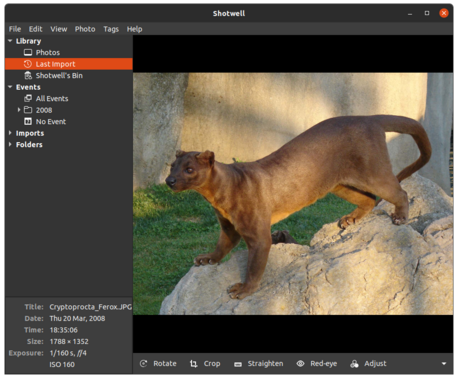 Shotwell
File Edit View Photo Tags Help
Library
Photos
Last Import
Shotwell's Bin
Events
All Events
2008
No Event
Imports
Folders
Title: Cryptoprocta_Ferox.JPG
Date: Thu 20 Mar, 2008
Time: 18:35:06
Size: 1788 × 1352
Exposure: 1/160 s, f/4
ISO 160
Rotate Crop Straighten Red-eye Adjust